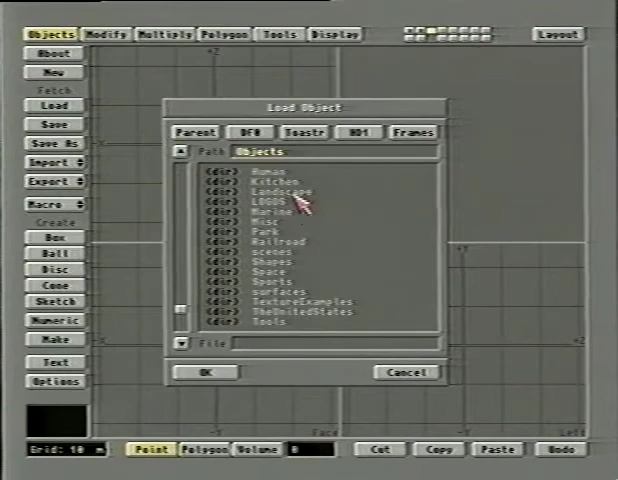 Objects Modify Multiply Polygon Tools Display Layout
About
New
Fetch
Load
Save
Save As
Import
Export
Macro
Create
Box
Ball
Disc
Cone
Sketch
Numeric
Make
Text
Options
+Z
-X
Load Object
Parent DF0 Toastr HD1 Frames
Path Objects
(dir) Human
(dir) Kitchen
(dir) Landscape
(dir) LOGOS
(dir) Marine
(dir) Misc
(dir) Park
(dir) Railroad
(dir) scenes
(dir) Shapes
(dir) Space
(dir) Sports
(dir) surfaces
(dir) TextureExamples
(dir) TheUnitedStates
(dir) Tools
File
OK Cancel
+Y
-X
+Z
-Y Face -Y Left
Grid: 10 m Point Polygon Volume 0 Cut Copy Paste Undo